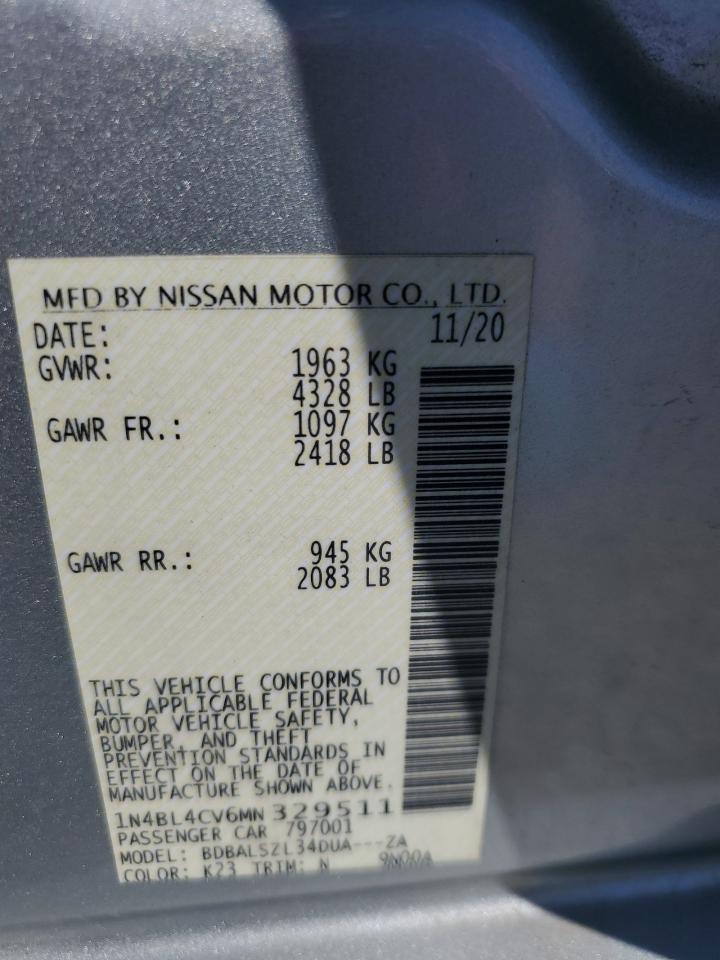 MFD BY NISSAN MOTOR CO., LTD.
DATE: 11/20
GVWR: 1963 KG
4328 LB
GAWR FR.: 1097 KG
2418 LB
GAWR RR.: 945 KG
2083 LB
THIS VEHICLE CONFORMS TO
ALL APPLICABLE FEDERAL
MOTOR VEHICLE SAFETY,
BUMPER, AND THEFT
PREVENTION STANDARDS IN
EFFECT ON THE DATE OF
MANUFACTURE SHOWN ABOVE.
1N4BL4CV6MN 329511
PASSENGER CAR 797001
MODEL: BDBALSZL34DUA---ZA
COLOR: K23 TRIM: N 9N00A